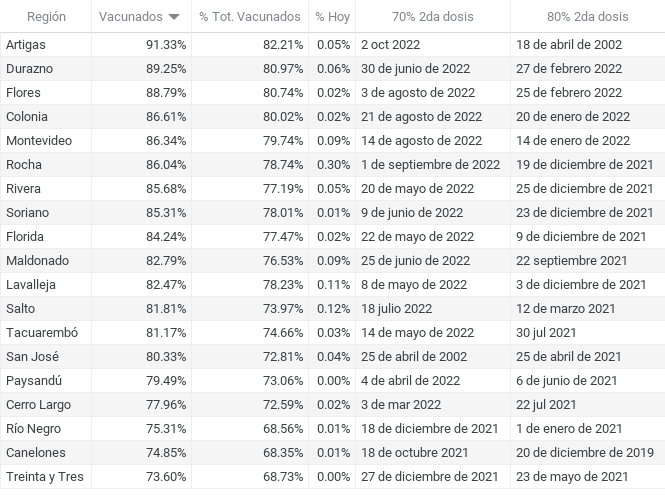 Región Vacunados % Tot. Vacunados % Hoy 70% 2da dosis 80% 2da dosis
Artigas 91.33% 82.21% 0.05% 2 oct 2022 18 de abril de 2002
Durazno 89.25% 80.97% 0.06% 30 de junio de 2022 27 de febrero 2022
Flores 88.79% 80.74% 0.02% 3 de agosto de 2022 25 de febrero 2022
Colonia 86.61% 80.02% 0.02% 21 de agosto de 2022 20 de enero de 2022
Montevideo 86.34% 79.74% 0.09% 14 de agosto de 2022 14 de enero de 2022
Rocha 86.04% 78.74% 0.30% 1 de septiembre de 2022 19 de diciembre de 2021
Rivera 85.68% 77.19% 0.05% 20 de mayo de 2022 25 de diciembre de 2021
Soriano 85.31% 78.01% 0.01% 9 de junio de 2022 23 de diciembre de 2021
Florida 84.24% 77.47% 0.02% 22 de mayo de 2022 9 de diciembre de 2021
Maldonado 82.79% 76.53% 0.09% 25 de junio de 2022 22 septiembre 2021
Lavalleja 82.47% 78.23% 0.11% 8 de mayo de 2022 3 de diciembre de 2021
Salto 81.81% 73.97% 0.12% 18 julio 2022 12 de marzo 2021
Tacuarembó 81.17% 74.66% 0.03% 14 de mayo de 2022 30 jul 2021
San José 80.33% 72.81% 0.04% 25 de abril de 2002 25 de abril de 2021
Paysandú 79.49% 73.06% 0.00% 4 de abril de 2022 6 de junio de 2021
Cerro Largo 77.96% 72.59% 0.02% 3 de mar 2022 22 jul 2021
Río Negro 75.31% 68.56% 0.01% 18 de diciembre de 2021 1 de enero de 2021
Canelones 74.85% 68.35% 0.01% 18 de octubre 2021 20 de diciembre de 2019
Treinta y Tres 73.60% 68.73% 0.00% 27 de diciembre de 2021 23 de mayo de 2021